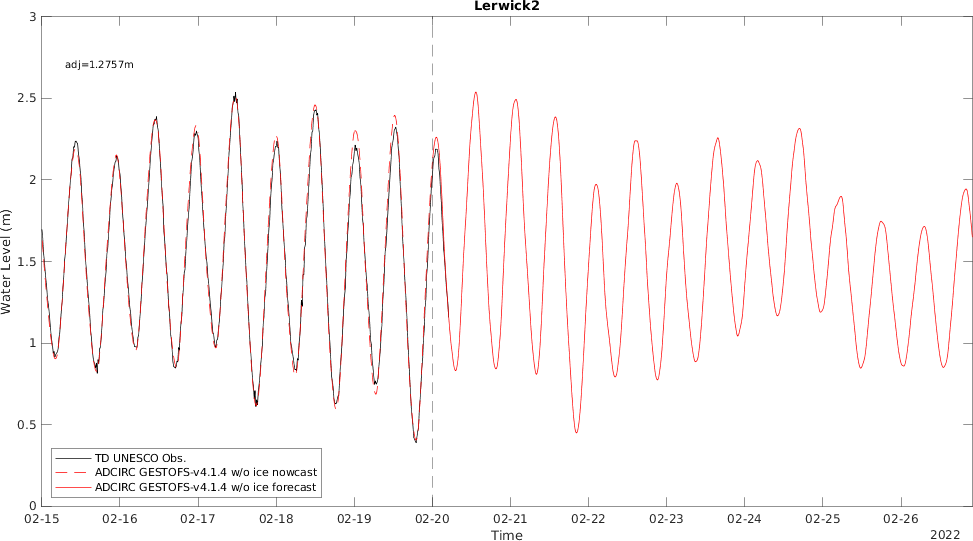 Lerwick2
3
2.5
2
1.5
1
0.5
0
Water Level (m)
adj=1.2757m
TD UNESCO Obs.
ADCIRC GESTOFS-v4.1.4 w/o ice nowcast
ADCIRC GESTOFS-v4.1.4 w/o ice forecast
02-15 02-16 02-17 02-18 02-19 02-20 02-21 02-22 02-23 02-24 02-25 02-26
Time
2022